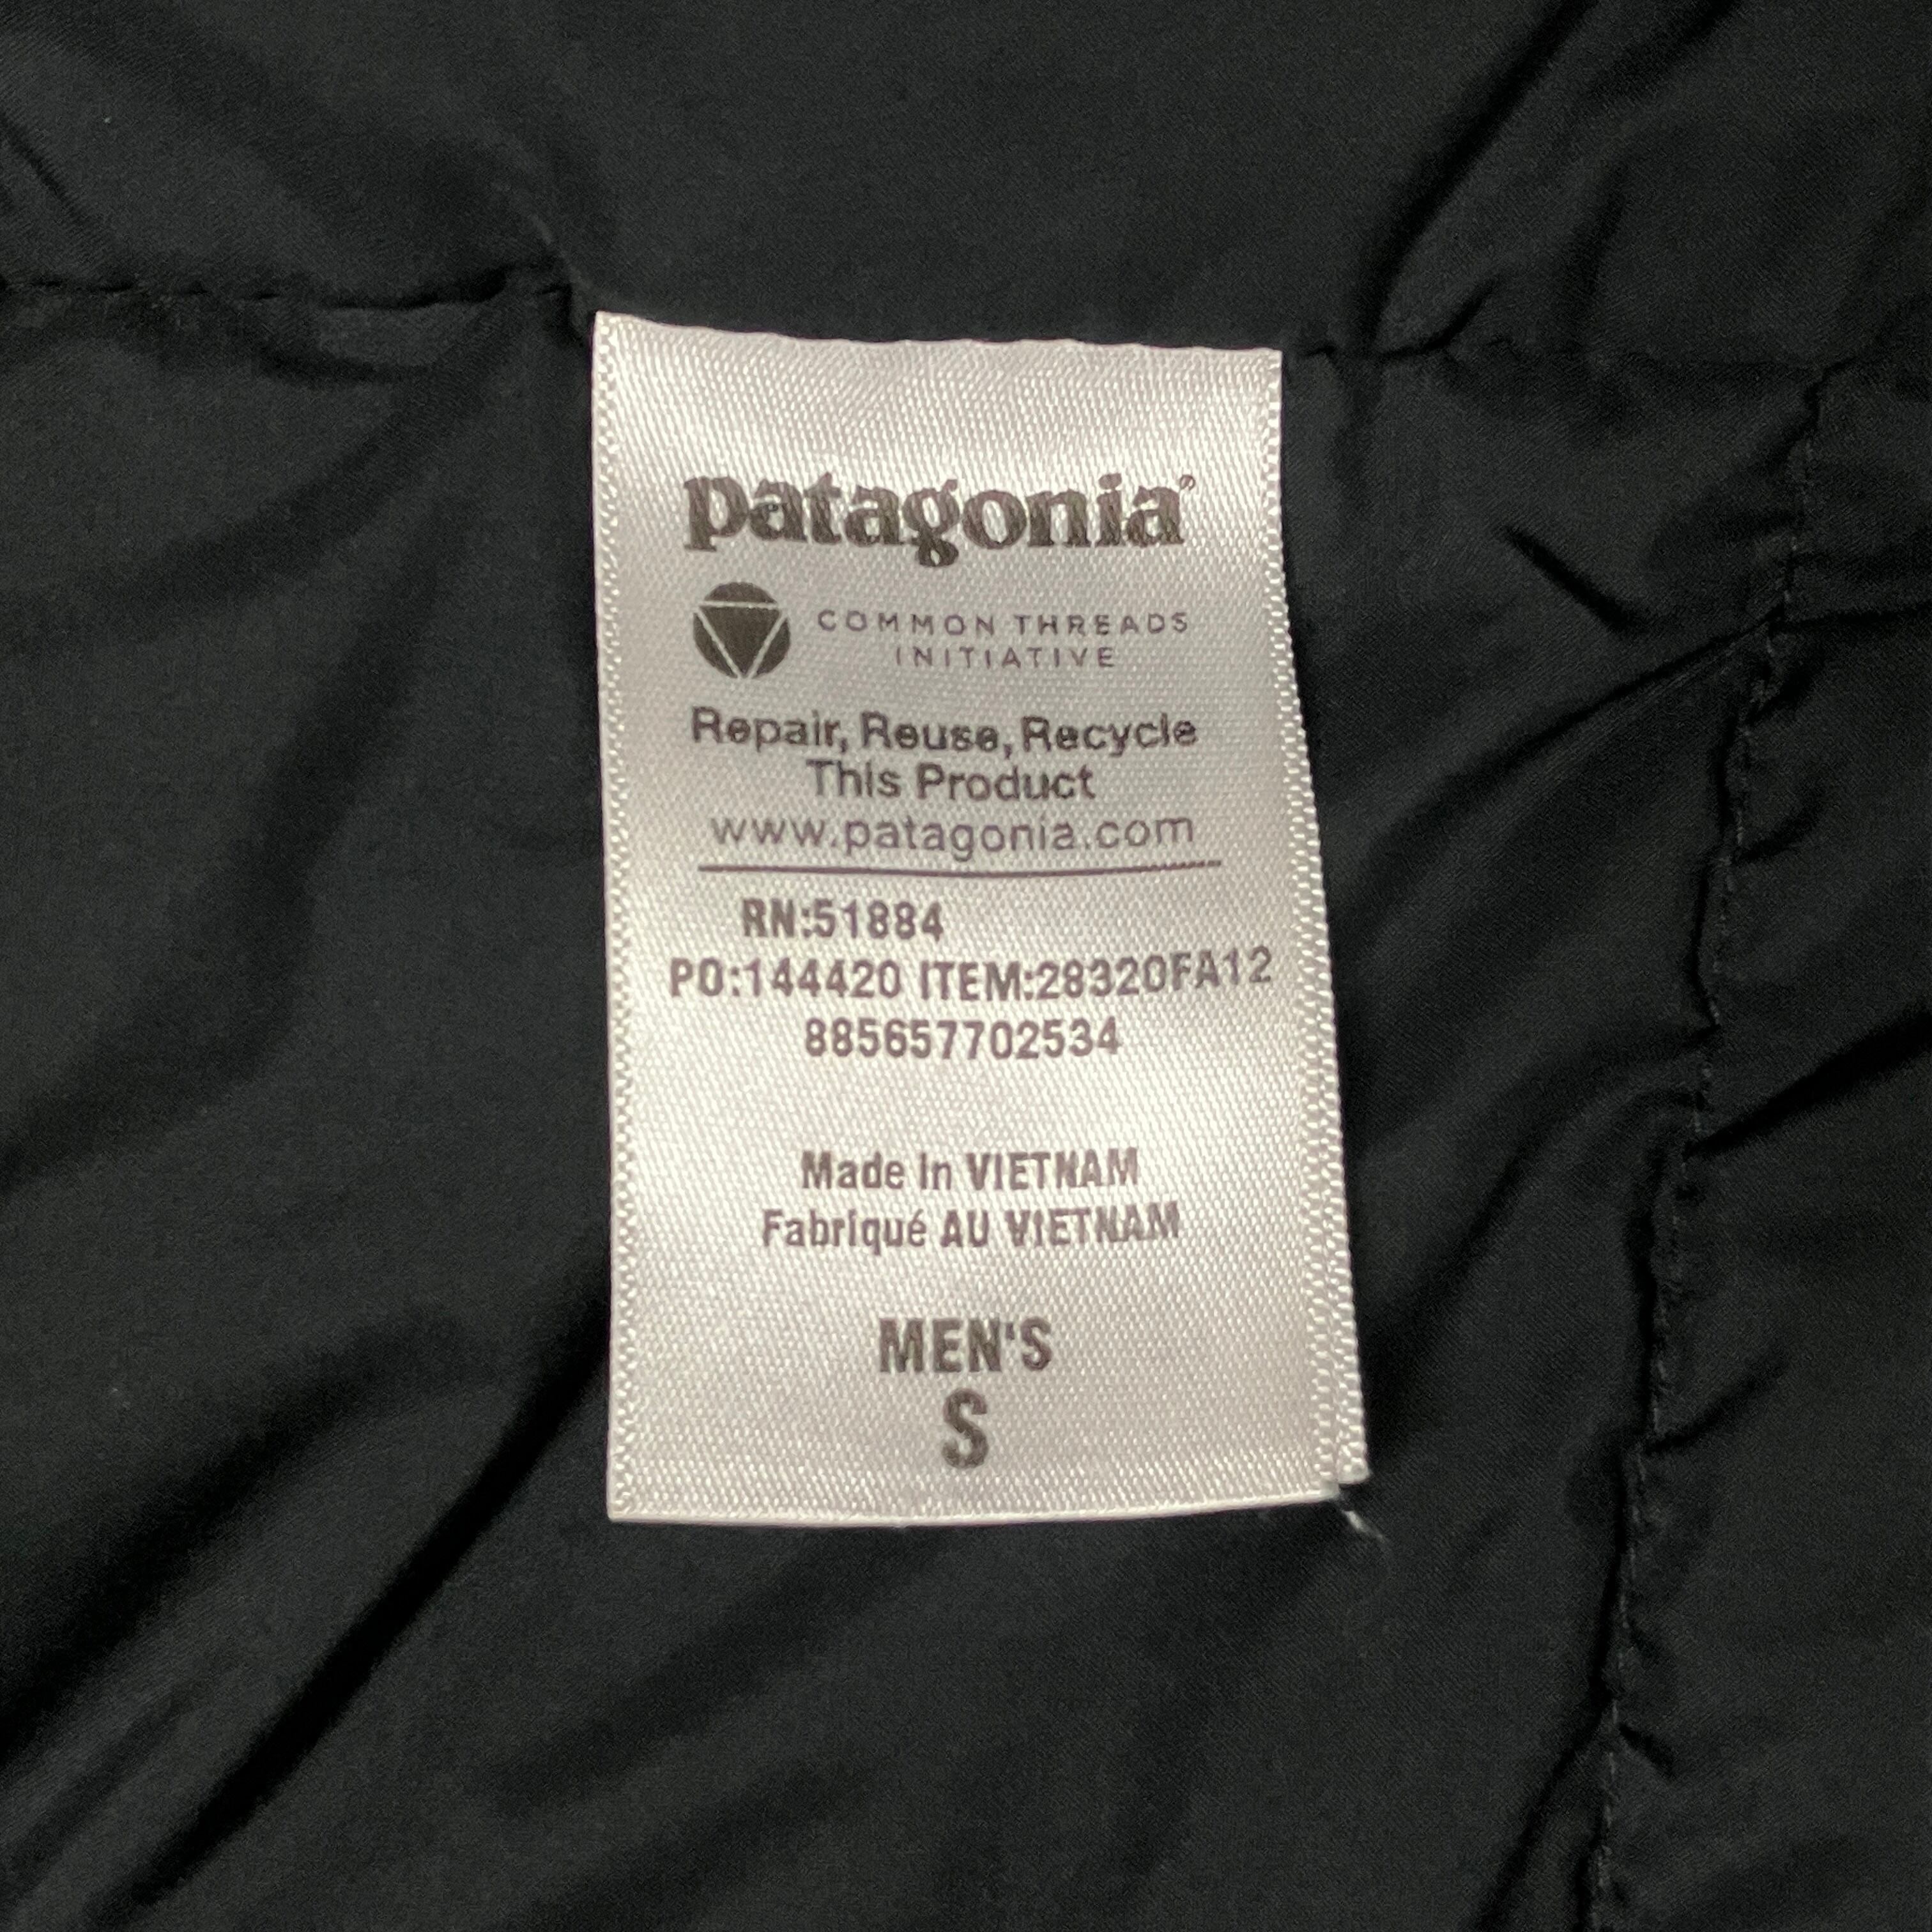 patagonia®
COMMON THREADS
INITIATIVE
Repair, Reuse, Recycle
This Product
www.patagonia.com
RN:51884
PO:144420 ITEM:28320FA12
885657702534
Made in VIETNAM
Fabriqué AU VIETNAM
MEN'S
S